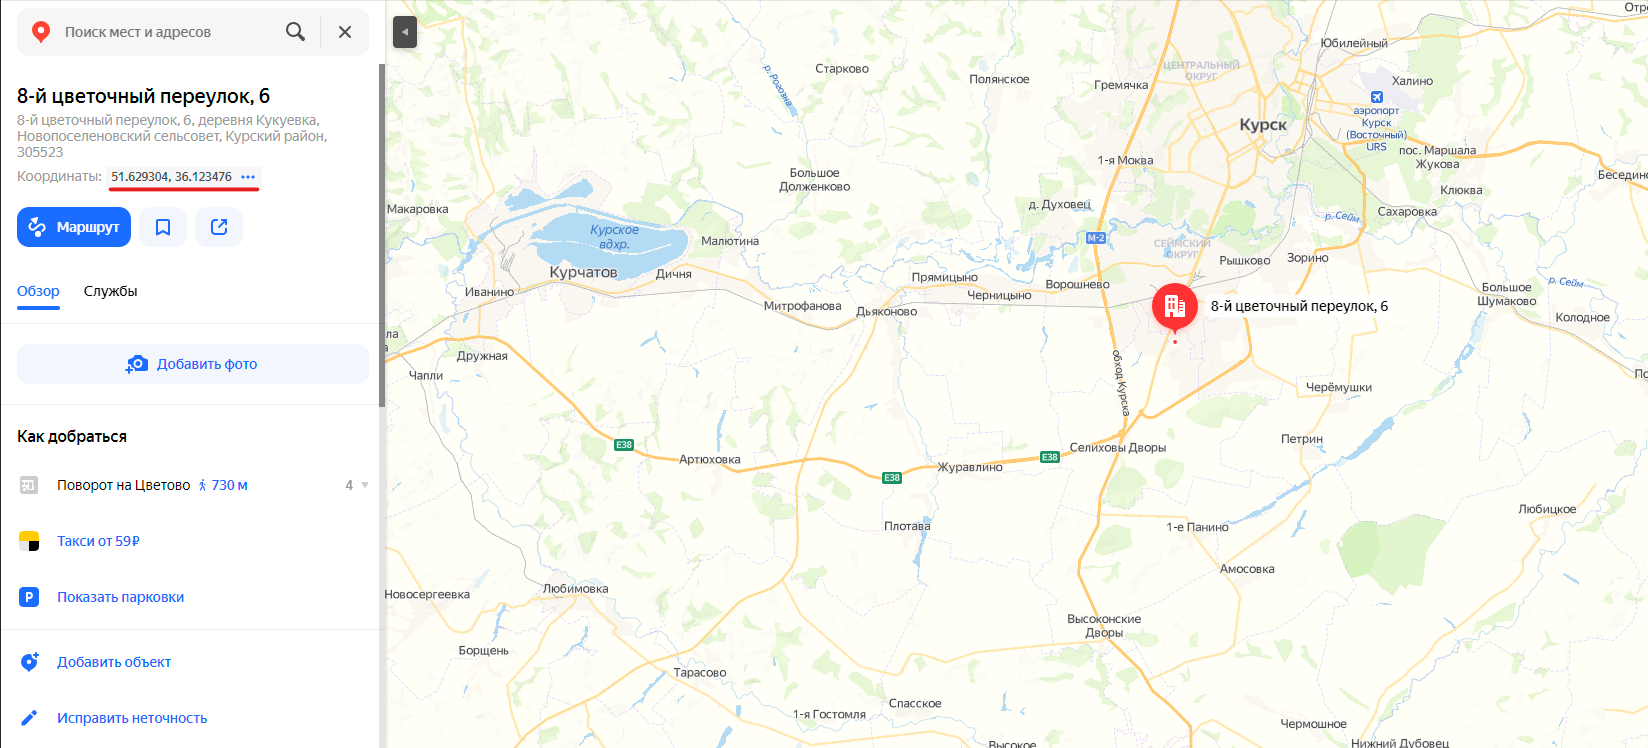 Поиск мест и адресов
8-й цветочный переулок, 6
8-й цветочный переулок, 6, деревня Кукуевка,
Новопоселеновский сельсовет, Курский район,
305523
Координаты: 51.629304, 36.123476
Маршрут
Обзор Службы
Добавить фото
Как добраться
Поворот на Цветово 730 м 4
Такси от 59₽
P Показать парковки
Добавить объект
Исправить неточность
Отре
Юбилейный
ЦЕНТРАЛЬНЫЙ
ОКРУГ
Старково
р. Рогозна
Полянское
Гремячка
Халино
аэропорт
Курск
(Восточный)
URS
Курск
пос. Маршала
Жукова
1-я Моква
Большое
Долженково
Беседино
Клюква
Макаровка
д. Духовец
р. Сейм
Сахаровка
Курское
вдхр.
Малютина
М-2
СЕЙМСКИЙ
ОКРУГ
Рышково
Зорино
Курчатов
Дичня
Прямицыно
Ворошнево
Иванино
Черницыно
Большое
Шумаково
р. Сейм
Митрофанова
Дьяконово
8-й цветочный переулок, 6
Колодное
ла
Дружная
обход Курска
Чапли
Черёмушки
По
E38
Артюховка
Селиховы Дворы
Петрин
E38
Журавлино
E38
Плотава
1-е Панино
Любицкое
Амосовка
Новосергеевка
Любимовка
Высоконские
Дворы
Борщень
Тарасово
Спасское
1-я Гостомля
Чермошное
Высокое
Нижний Дубовец